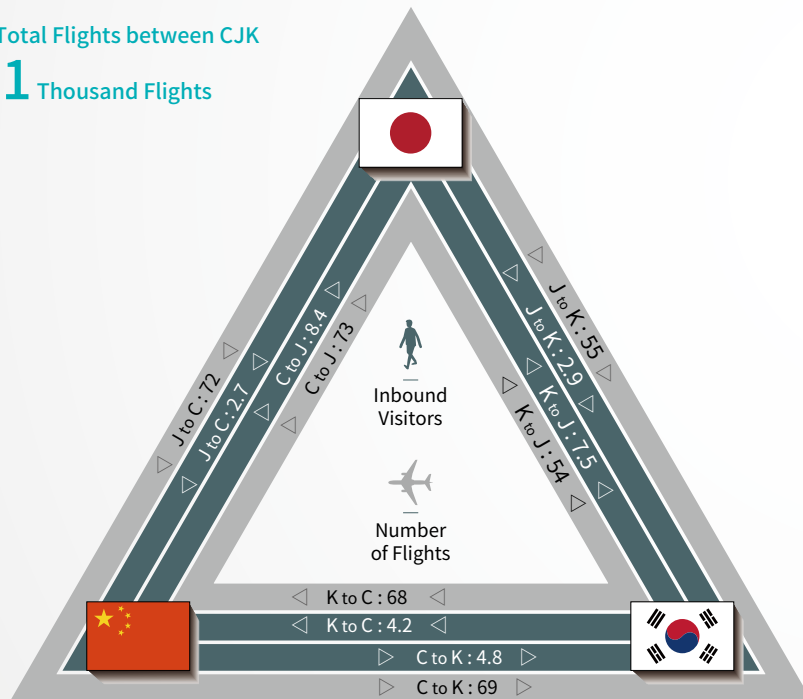 Total Flights between CJK
1 Thousand Flights
J to C : 72
J to C : 2.7
C to J : 8.4
C to J : 73
J to K : 55
J to K : 2.9
K to J : 7.5
K to J : 54
Inbound
Visitors
Number
of Flights
K to C : 68
K to C : 4.2
C to K : 4.8
C to K : 69